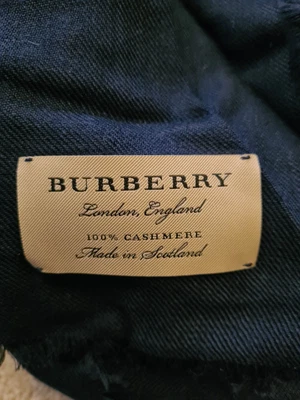 BURBERRY
London, England
100% CASHMERE
Made in Scotland